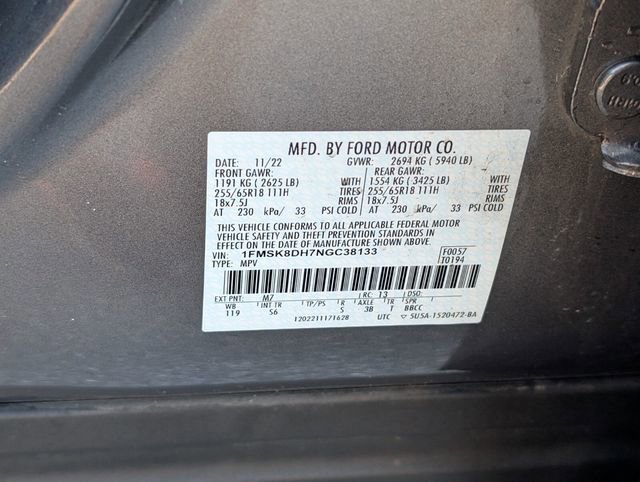 MFD. BY FORD MOTOR CO.
DATE: 11/22 GVWR: 2694 KG ( 5940 LB)
FRONT GAWR: REAR GAWR:
1191 KG ( 2625 LB) 1554 KG ( 3425 LB)
255/65R18 111H TIRES 255/65R18 111H TIRES
18x7.5J RIMS 18x7.5J RIMS
AT 230 kPa/ 33 PSI COLD AT 230 kPa/ 33 PSI COLD
THIS VEHICLE CONFORMS TO ALL APPLICABLE FEDERAL MOTOR
VEHICLE SAFETY AND THEFT PREVENTION STANDARDS IN
EFFECT ON THE DATE OF MANUFACTURE SHOWN ABOVE.
VIN: 1FMSK8DH7NGC38133 F0057
TYPE: MPV T0194
EXT PNT: M7 RC: 13 DSO:
WB INT TR TP/PS R AXLE TR SPR
119 S6 S 3B T BBCC
1202211171628 UTC 5U5A-1520472-BA